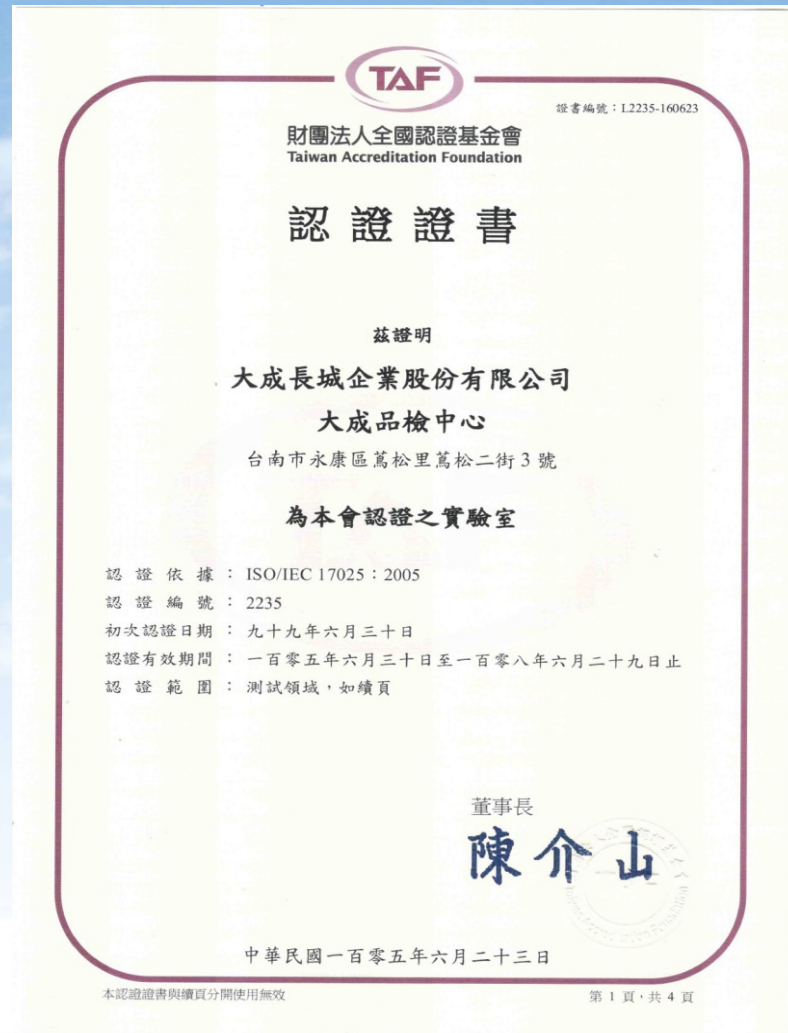 TAF
證書編號：L2235-160623
財團法人全國認證基金會
Taiwan Accreditation Foundation
認證證書
茲證明
大成長城企業股份有限公司
大成品檢中心
台南市永康區蔦松里蔦松二街3號
為本會認證之實驗室
認證依據：ISO/IEC 17025：2005
認證編號：2235
初次認證日期：九十九年六月三十日
認證有效期間：一百零五年六月三十日至一百零八年六月二十九日止
認證範圍：測試領域，如續頁
董事長
陳介山
中華民國一百零五年六月二十三日
本認證證書與續頁分開使用無效
第1頁，共4頁